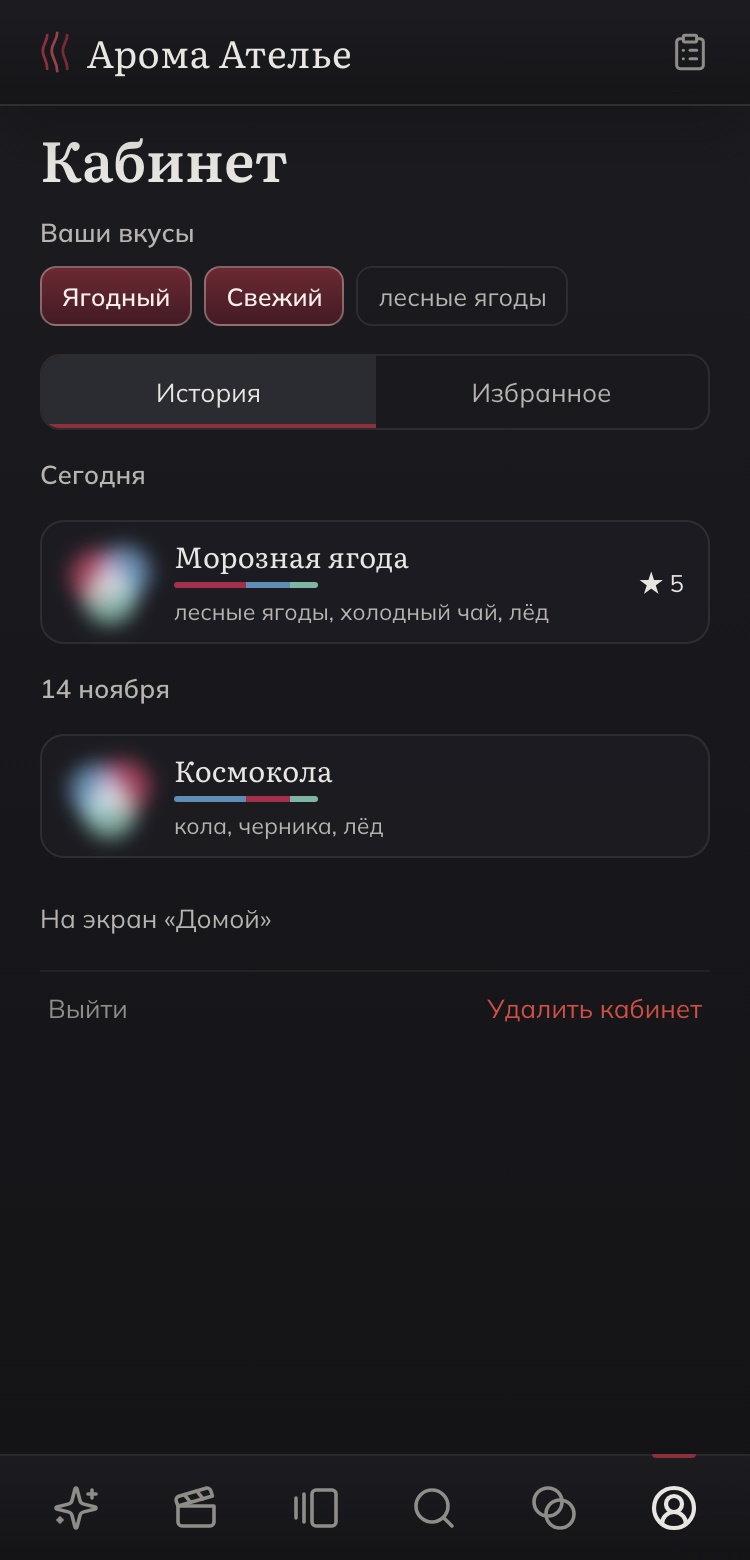 Арома Ателье
Кабинет
Ваши вкусы
Ягодный Свежий лесные ягоды
История Избранное
Сегодня
Морозная ягода
★ 5
лесные ягоды, холодный чай, лёд
14 ноября
Космокола
кола, черника, лёд
На экран «Домой»
Выйти Удалить кабинет